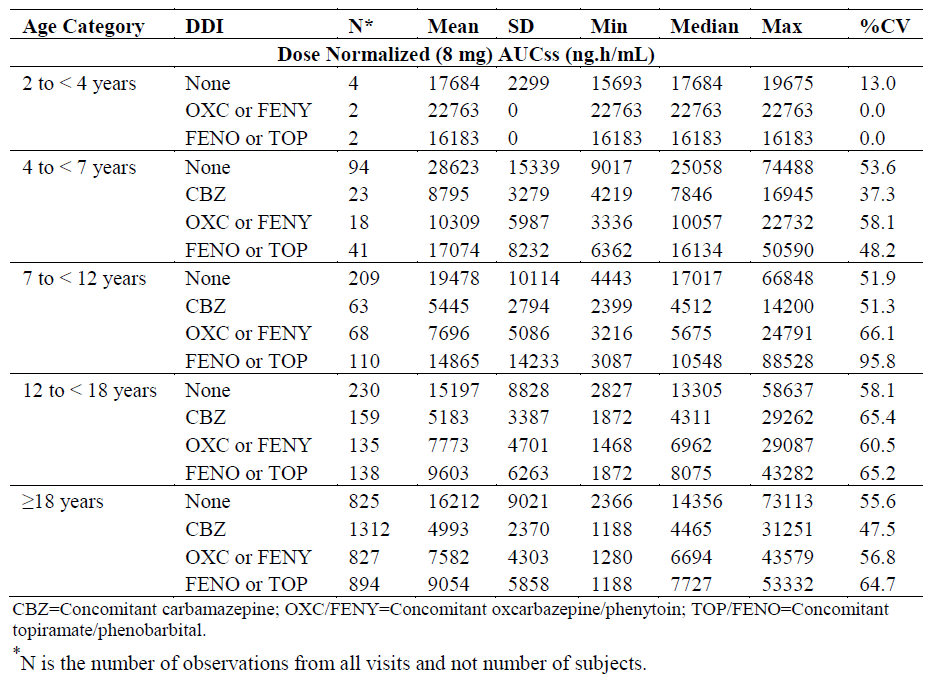 Age Category DDI N* Mean SD Min Median Max %CV
Dose Normalized (8 mg) AUCss (ng.h/mL)
2 to < 4 years None 4 17684 2299 15693 17684 19675 13.0
OXC or FENY 2 22763 0 22763 22763 22763 0.0
FENO or TOP 2 16183 0 16183 16183 16183 0.0
4 to < 7 years None 94 28623 15339 9017 25058 74488 53.6
CBZ 23 8795 3279 4219 7846 16945 37.3
OXC or FENY 18 10309 5987 3336 10057 22732 58.1
FENO or TOP 41 17074 8232 6362 16134 50590 48.2
7 to < 12 years None 209 19478 10114 4443 17017 66848 51.9
CBZ 63 5445 2794 2399 4512 14200 51.3
OXC or FENY 68 7696 5086 3216 5675 24791 66.1
FENO or TOP 110 14865 14233 3087 10548 88528 95.8
12 to < 18 years None 230 15197 8828 2827 13305 58637 58.1
CBZ 159 5183 3387 1872 4311 29262 65.4
OXC or FENY 135 7773 4701 1468 6962 29087 60.5
FENO or TOP 138 9603 6263 1872 8075 43282 65.2
≥18 years None 825 16212 9021 2366 14356 73113 55.6
CBZ 1312 4993 2370 1188 4465 31251 47.5
OXC or FENY 827 7582 4303 1280 6694 43579 56.8
FENO or TOP 894 9054 5858 1188 7727 53332 64.7
CBZ=Concomitant carbamazepine; OXC/FENY=Concomitant oxcarbazepine/phenytoin; TOP/FENO=Concomitant
topiramate/phenobarbital.
*N is the number of observations from all visits and not number of subjects.